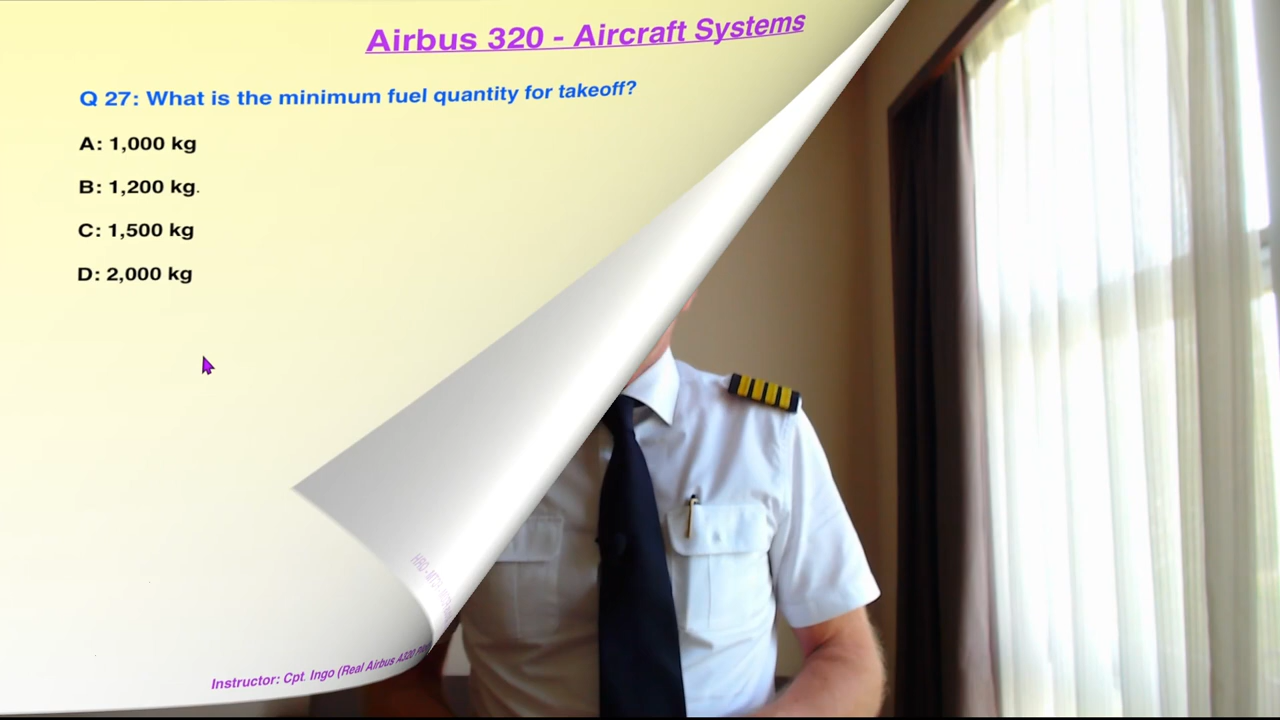 Airbus 320 - Aircraft Systems
Q 27: What is the minimum fuel quantity for takeoff?
A: 1,000 kg
B: 1,200 kg.
C: 1,500 kg
D: 2,000 kg
Instructor: Cpt. Ingo (Real Airbus A320